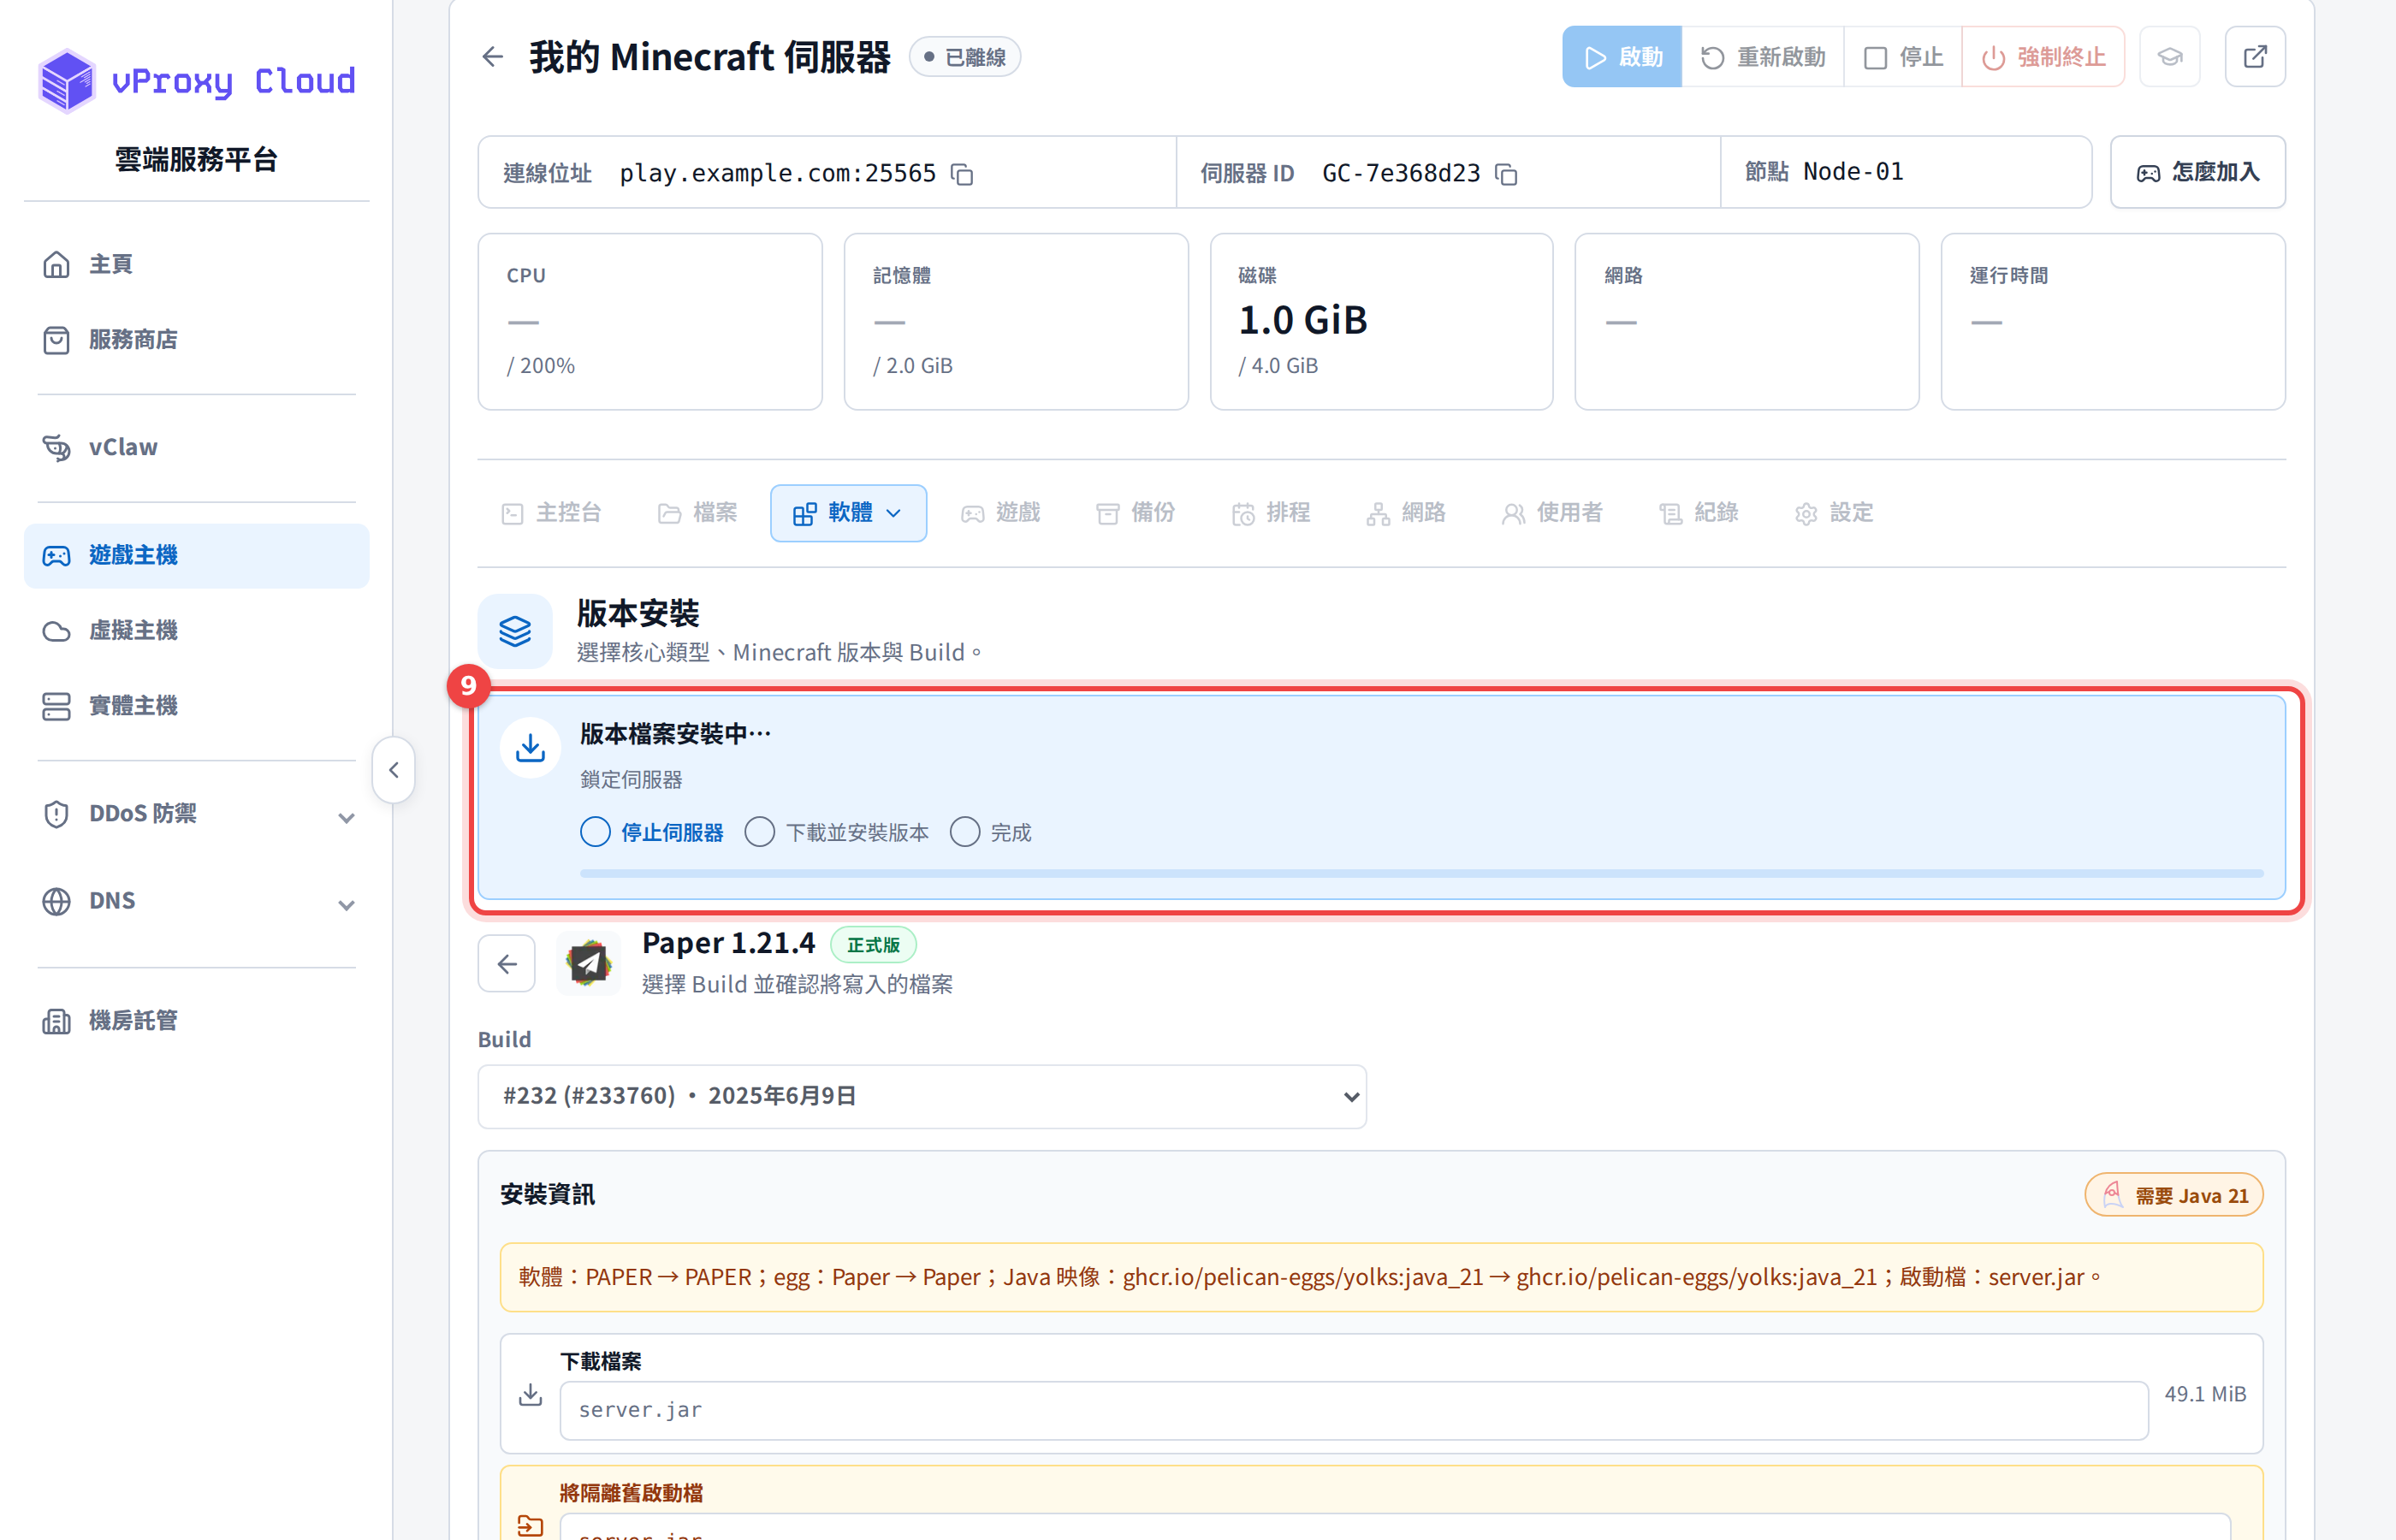 vProxy Cloud
雲端服務平台
主頁
服務商店
vClaw
遊戲主機
虛擬主機
實體主機
DDoS 防禦
DNS
機房託管
我的 Minecraft 伺服器
已離線
啟動
重新啟動
停止
強制終止
連線位址 play.example.com:25565
伺服器 ID GC-7e368d23
節點 Node-01
怎麼加入
CPU
—
/ 200%
記憶體
—
/ 2.0 GiB
磁碟
1.0 GiB
/ 4.0 GiB
網路
—
運行時間
—
主控台
檔案
軟體
遊戲
備份
排程
網路
使用者
紀錄
設定
版本安裝
選擇核心類型、Minecraft 版本與 Build。
9
版本檔案安裝中…
鎖定伺服器
停止伺服器
下載並安裝版本
完成
Paper 1.21.4 正式版
選擇 Build 並確認將寫入的檔案
Build
#232 (#233760) • 2025年6月9日
安裝資訊
需要 Java 21
軟體：PAPER → PAPER；egg：Paper → Paper；Java 映像：ghcr.io/pelican-eggs/yolks:java_21 → ghcr.io/pelican-eggs/yolks:java_21；啟動檔：server.jar。
下載檔案
server.jar
49.1 MiB
將隔離舊啟動檔
server.jar